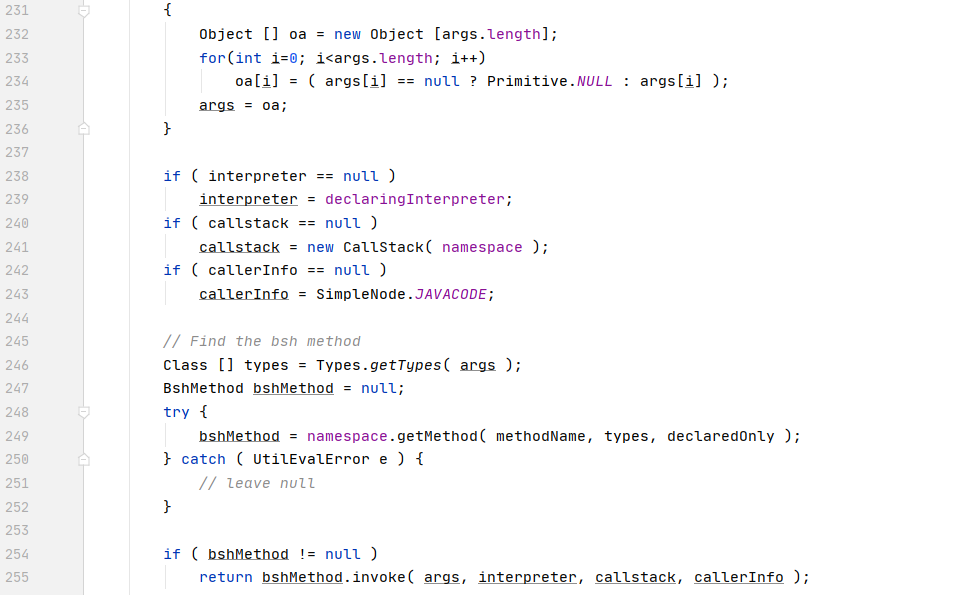 231 {
232 Object [] oa = new Object [args.length];
233 for(int i=0; i<args.length; i++)
234 oa[i] = ( args[i] == null ? Primitive.NULL : args[i] );
235 args = oa;
236 }
237
238 if ( interpreter == null )
239 interpreter = declaringInterpreter;
240 if ( callstack == null )
241 callstack = new CallStack( namespace );
242 if ( callerInfo == null )
243 callerInfo = SimpleNode.JAVACODE;
244
245 // Find the bsh method
246 Class [] types = Types.getTypes( args );
247 BshMethod bshMethod = null;
248 try {
249 bshMethod = namespace.getMethod( methodName, types, declaredOnly );
250 } catch ( UtilEvalError e ) {
251 // leave null
252 }
253
254 if ( bshMethod != null )
255 return bshMethod.invoke( args, interpreter, callstack, callerInfo );